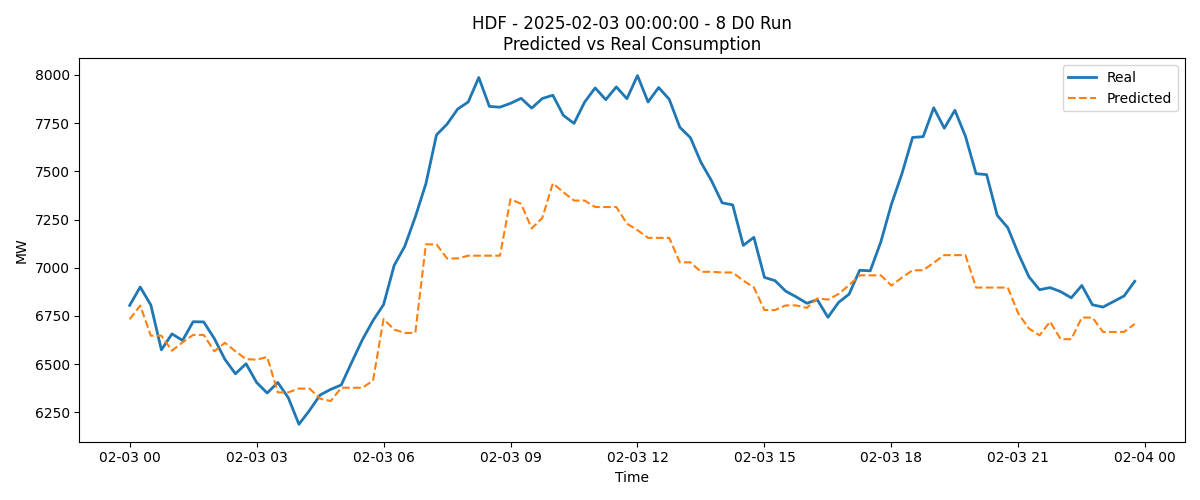 HDF - 2025-02-03 00:00:00 - 8 D0 Run
Predicted vs Real Consumption
Real
Predicted
8000
7750
7500
7250
7000
6750
6500
6250
MW
02-03 00
02-03 03
02-03 06
02-03 09
02-03 12
02-03 15
02-03 18
02-03 21
02-04 00
Time